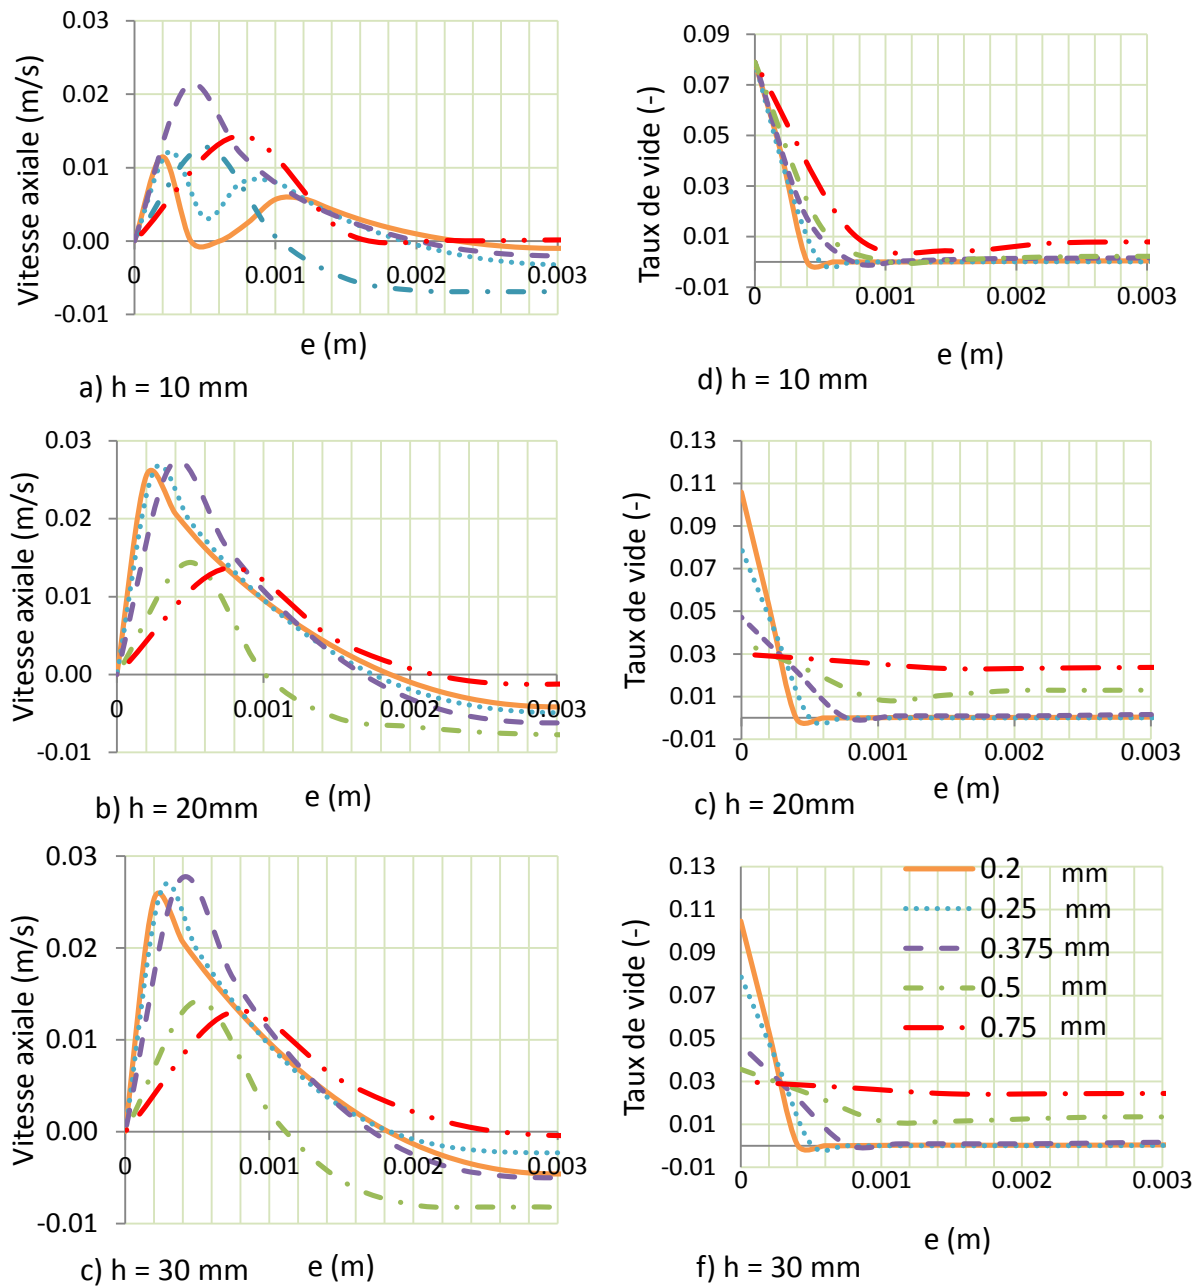 0.03
0.02
0.01
0.00
-0.01
Vitesse axiale (m/s)
0 0.001 0.002 0.003
e (m)
a) h = 10 mm
0.09
0.07
0.05
0.03
0.01
-0.01
Taux de vide (-)
0 0.001 0.002 0.003
e (m)
d) h = 10 mm
0.03
0.02
0.01
0.00
-0.01
Vitesse axiale (m/s)
0 0.001 0.002 0.003
e (m)
b) h = 20mm
0.13
0.11
0.09
0.07
0.05
0.03
0.01
-0.01
Taux de vide (-)
0 0.001 0.002 0.003
e (m)
c) h = 20mm
0.03
0.02
0.01
0.00
-0.01
Vitesse axiale (m/s)
0 0.001 0.002 0.003
c) h = 30 mm
0.13
0.11
0.09
0.07
0.05
0.03
0.01
-0.01
Taux de vide (-)
0.2 mm
0.25 mm
0.375 mm
0.5 mm
0.75 mm
0 0.001 0.002 0.003
e (m)
f) h = 30 mm